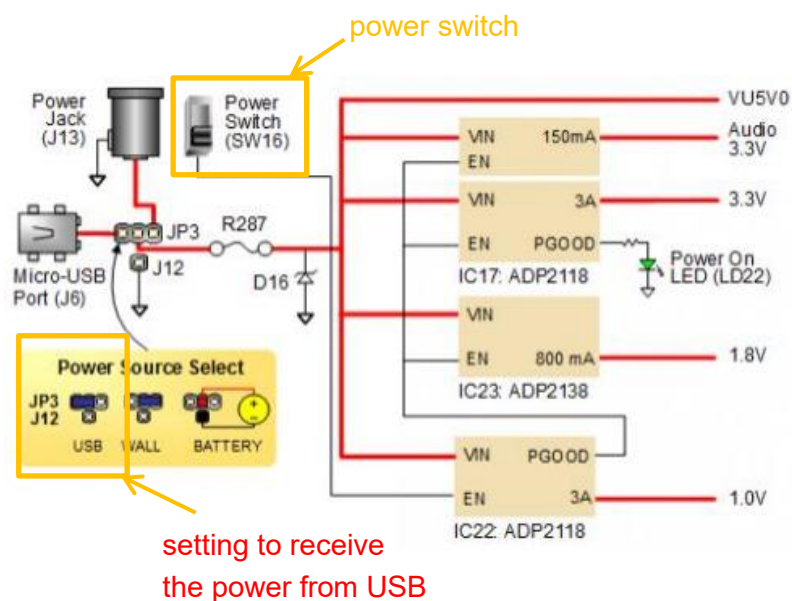 power switch
Power
Jack
(J13)
Power
Switch
(SW16)
VU5V0
VIN
150mA
EN
Audio
3.3V
VIN
3A
3.3V
EN
PGOOD
IC17: ADP2118
Power On
LED (LD22)
JP3
R287
J12
D16
Micro-USB
Port (J6)
VIN
EN
800 mA
1.8V
IC23: ADP2138
Power Source Select
JP3
J12
USB
WALL
BATTERY
VIN
PGOOD
EN
3A
1.0V
IC22: ADP2118
setting to receive
the power from USB